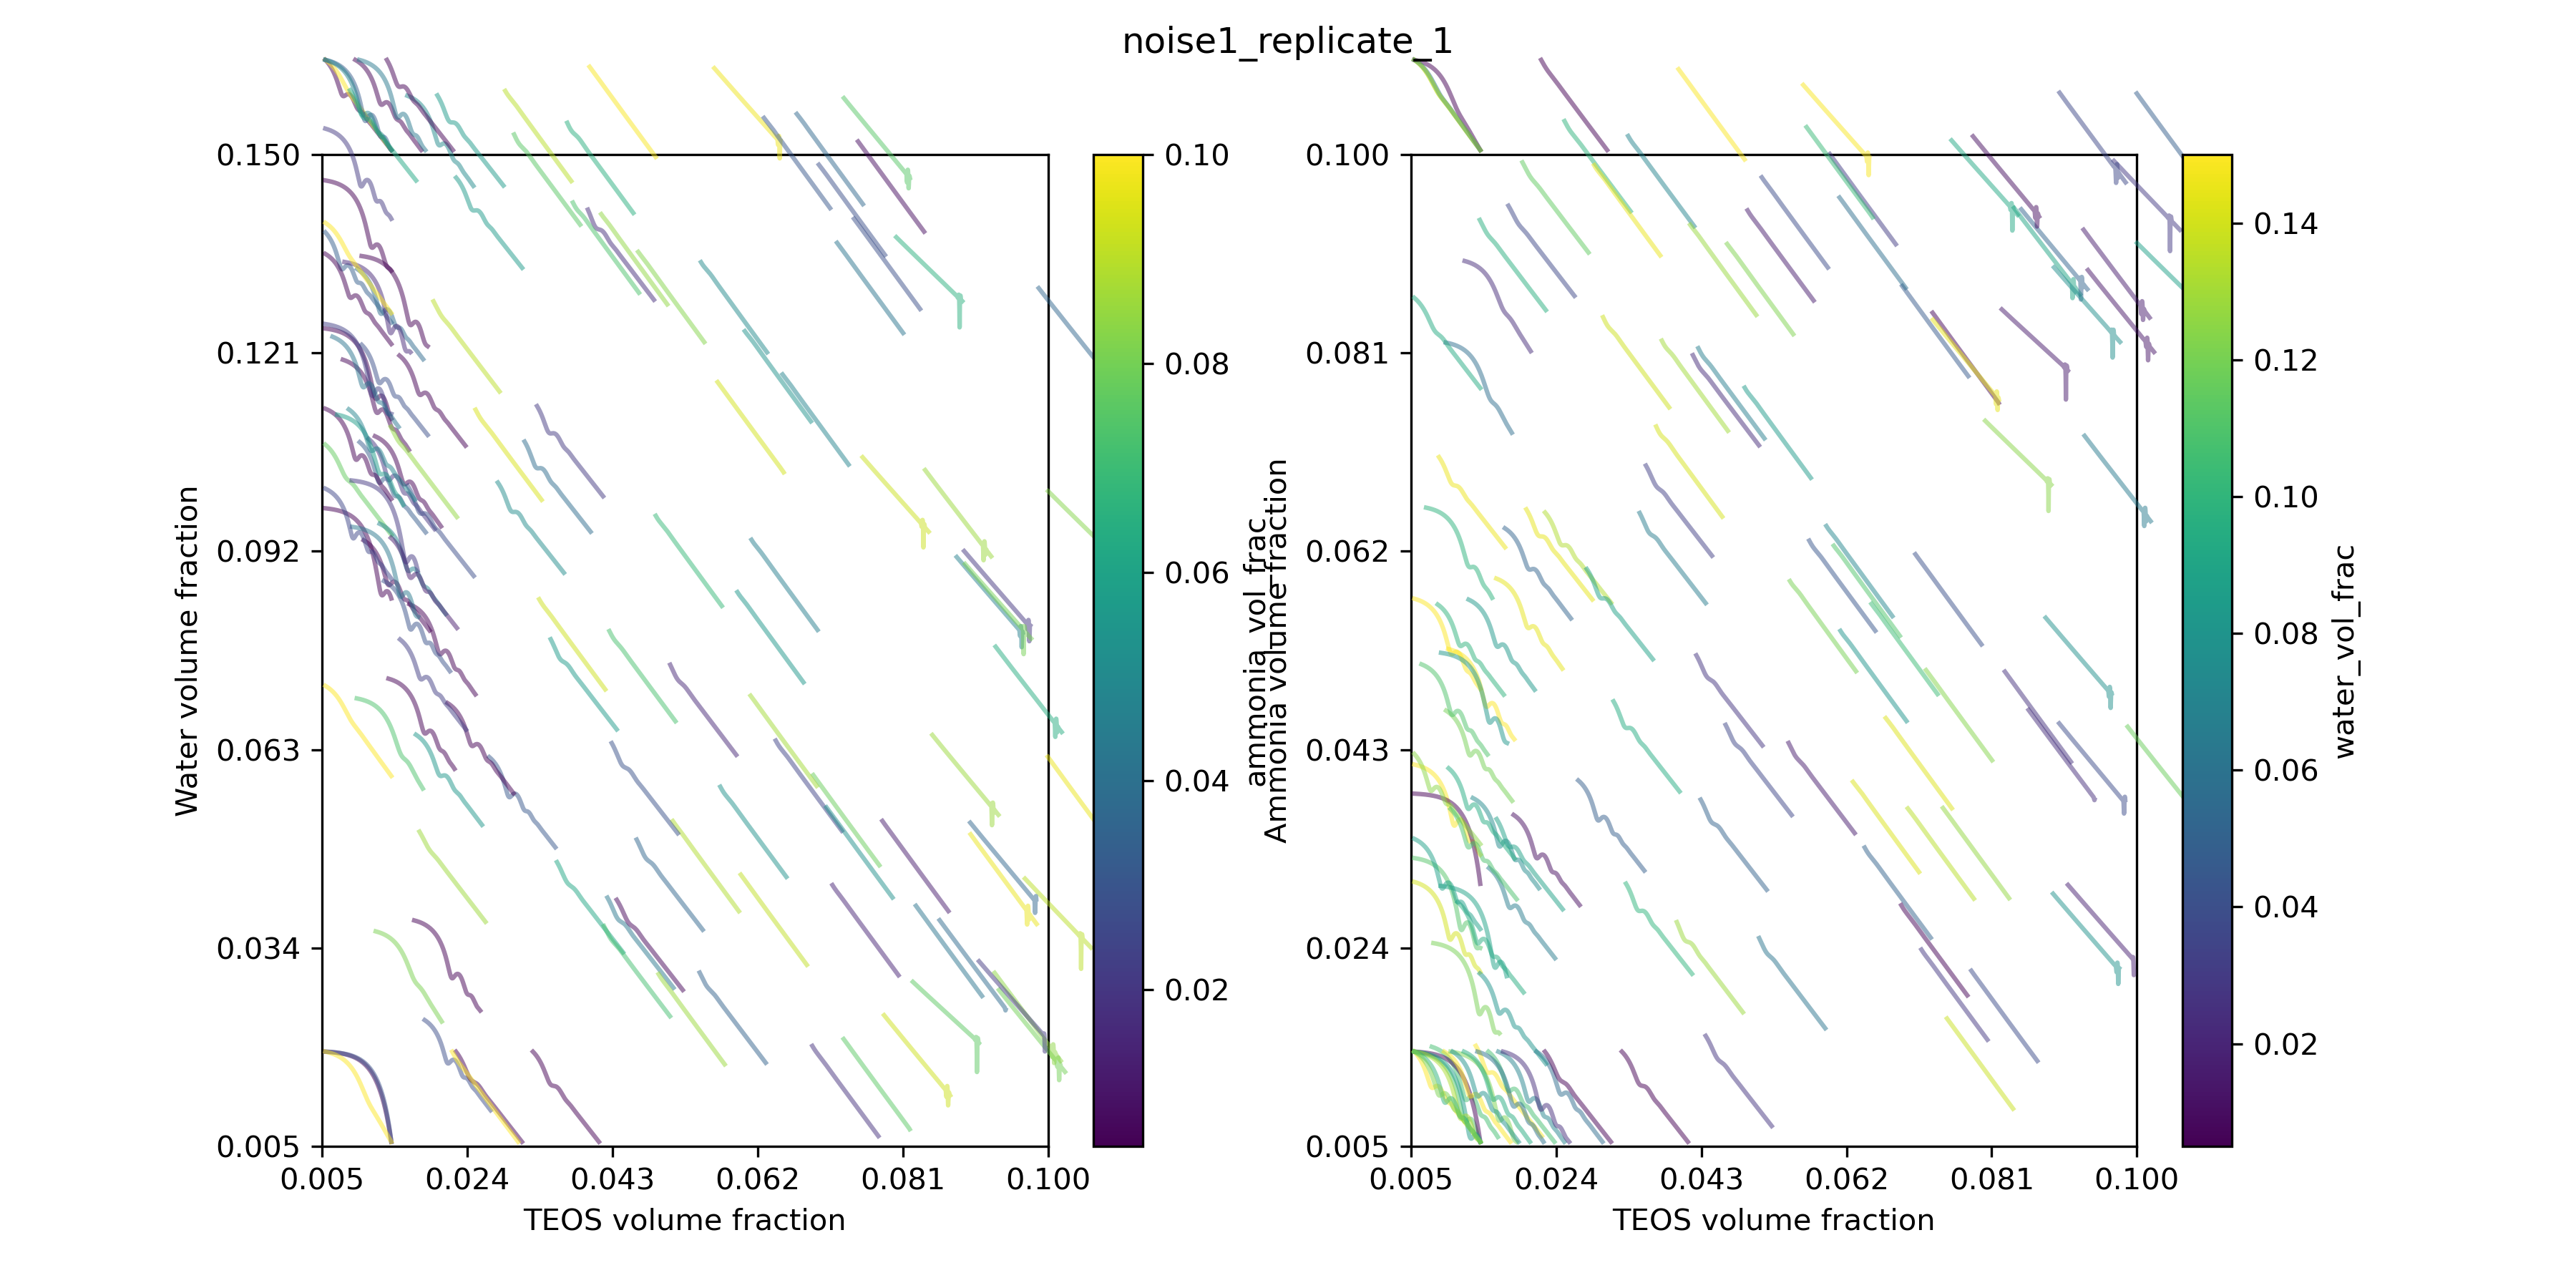 noise1_replicate_1
Water volume fraction
0.150
0.121
0.092
0.063
0.034
0.005
0.005 0.024 0.043 0.062 0.081 0.100
TEOS volume fraction
0.10
0.08
0.06
0.04
0.02
ammonia_vol_frac
Ammonia volume fraction
0.100
0.081
0.062
0.043
0.024
0.005
0.005 0.024 0.043 0.062 0.081 0.100
TEOS volume fraction
0.14
0.12
0.10
0.08
0.06
0.04
0.02
water_vol_frac